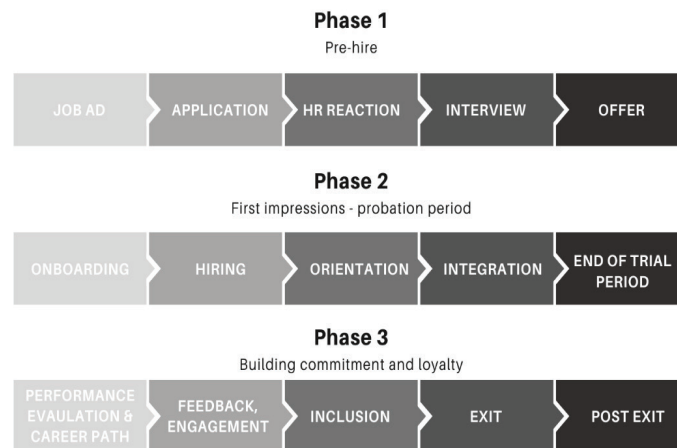 Phase 1
Pre-hire
JOB AD
APPLICATION
HR REACTION
INTERVIEW
OFFER
Phase 2
First impressions - probation period
ONBOARDING
HIRING
ORIENTATION
INTEGRATION
END OF TRIAL
PERIOD
Phase 3
Building commitment and loyalty
PERFORMANCE
EVAULATION &
CAREER PATH
FEEDBACK,
ENGAGEMENT
INCLUSION
EXIT
POST EXIT